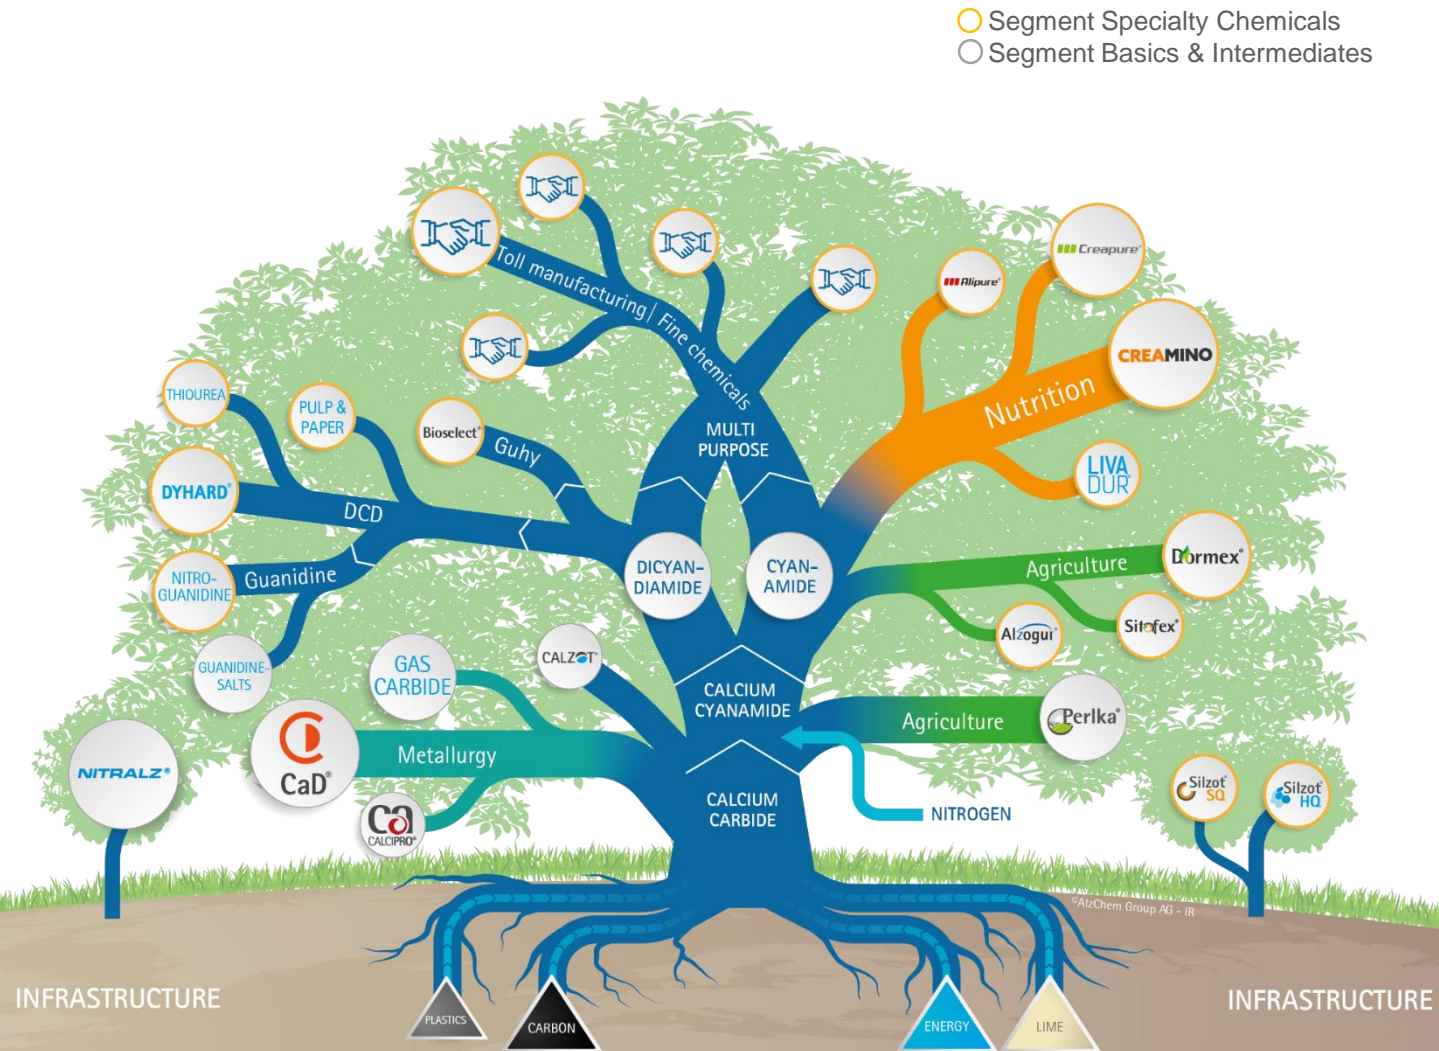 Segment Specialty Chemicals
Segment Basics & Intermediates
Toll manufacturing/ Fine chemicals
Alipure®
Creapure®
CREAMINO
Nutrition
THIOUREA
PULP &
PAPER
Bioselect®
Guhy
MULTI
PURPOSE
LIVA
DUR®
DYHARD®
DCD
NITRO-
GUANIDINE
Guanidine
DICYAN-
DIAMIDE
CYAN-
AMIDE
Agriculture
Dormex®
Alzogur®
Sitofex®
GUANIDINE-
SALTS
GAS
CARBIDE
CALZOT®
CALCIUM
CYANAMIDE
Agriculture
Perlka®
NITRALZ®
CaD®
Metallurgy
ca
CALCIPRO®
CALCIUM
CARBIDE
NITROGEN
Silzot®
SQ
Silzot®
HQ
©AlzChem Group AG - IR
INFRASTRUCTURE
PLASTICS
CARBON
ENERGY
LIME
INFRASTRUCTURE